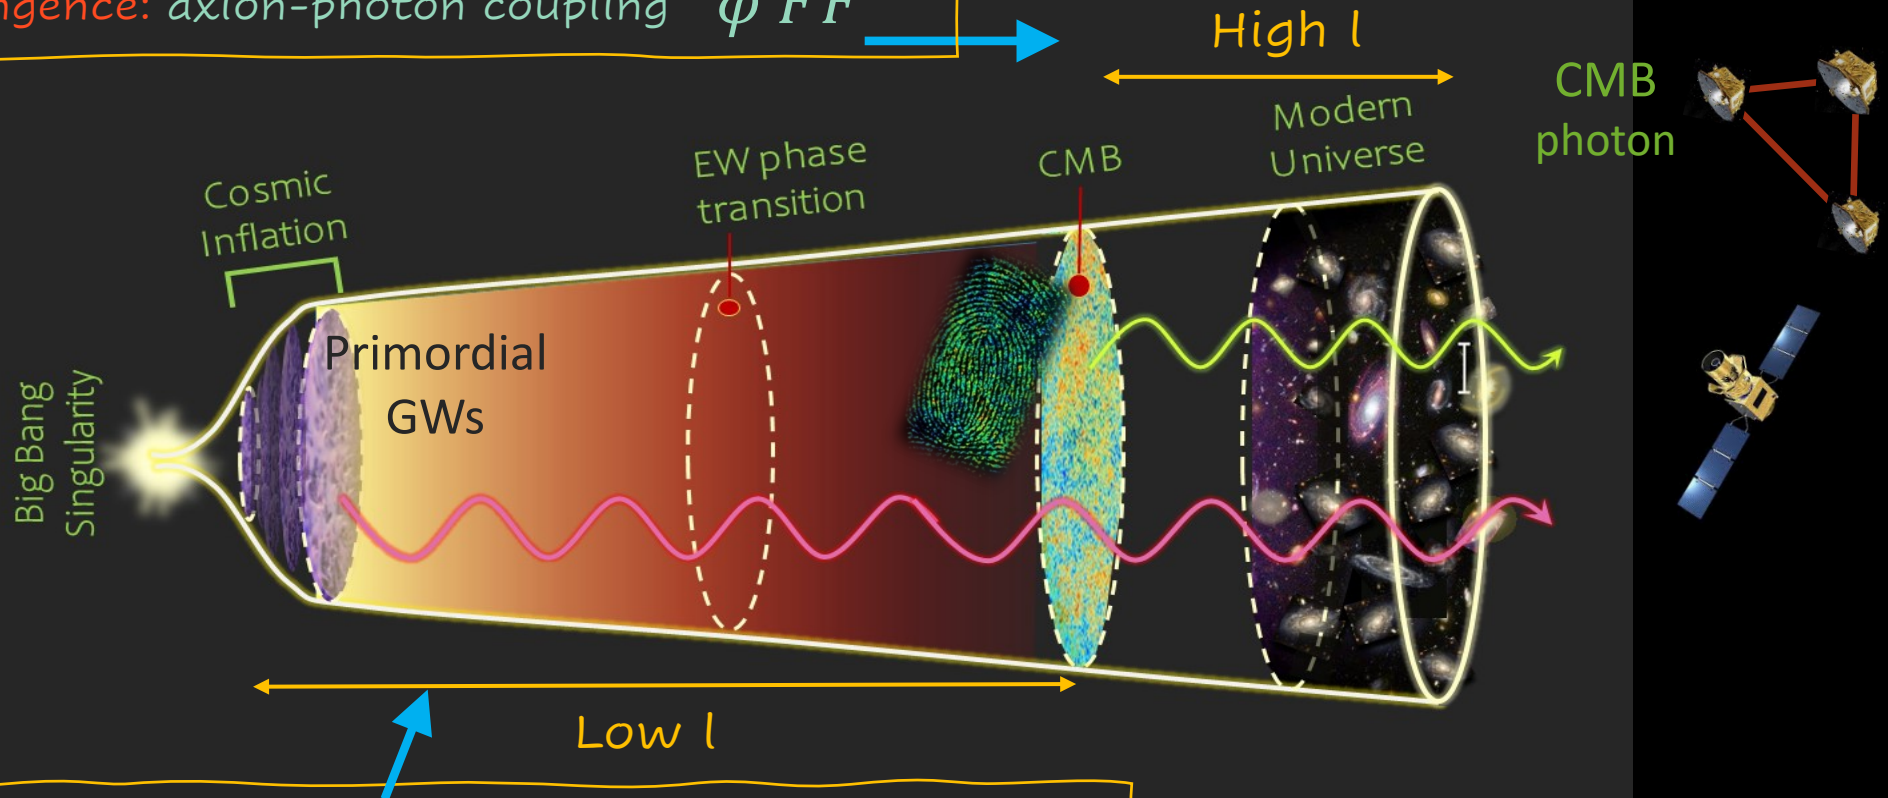 axion-photon coupling φ F F
High l
CMB
photon
Modern
Universe
EW phase
transition
CMB
Cosmic
Inflation
Primordial
GWs
Big Bang
Singularity
Low l